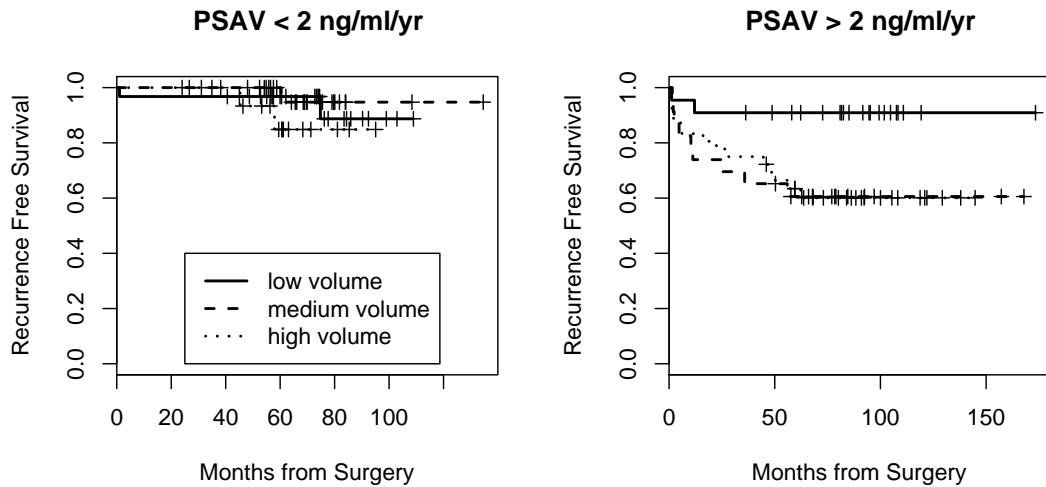 PSAV < 2 ng/ml/yr
Recurrence Free Survival
0.0 0.2 0.4 0.6 0.8 1.0
low volume
medium volume
high volume
0 20 40 60 80 100
Months from Surgery
PSAV > 2 ng/ml/yr
Recurrence Free Survival
0.0 0.2 0.4 0.6 0.8 1.0
0 50 100 150
Months from Surgery